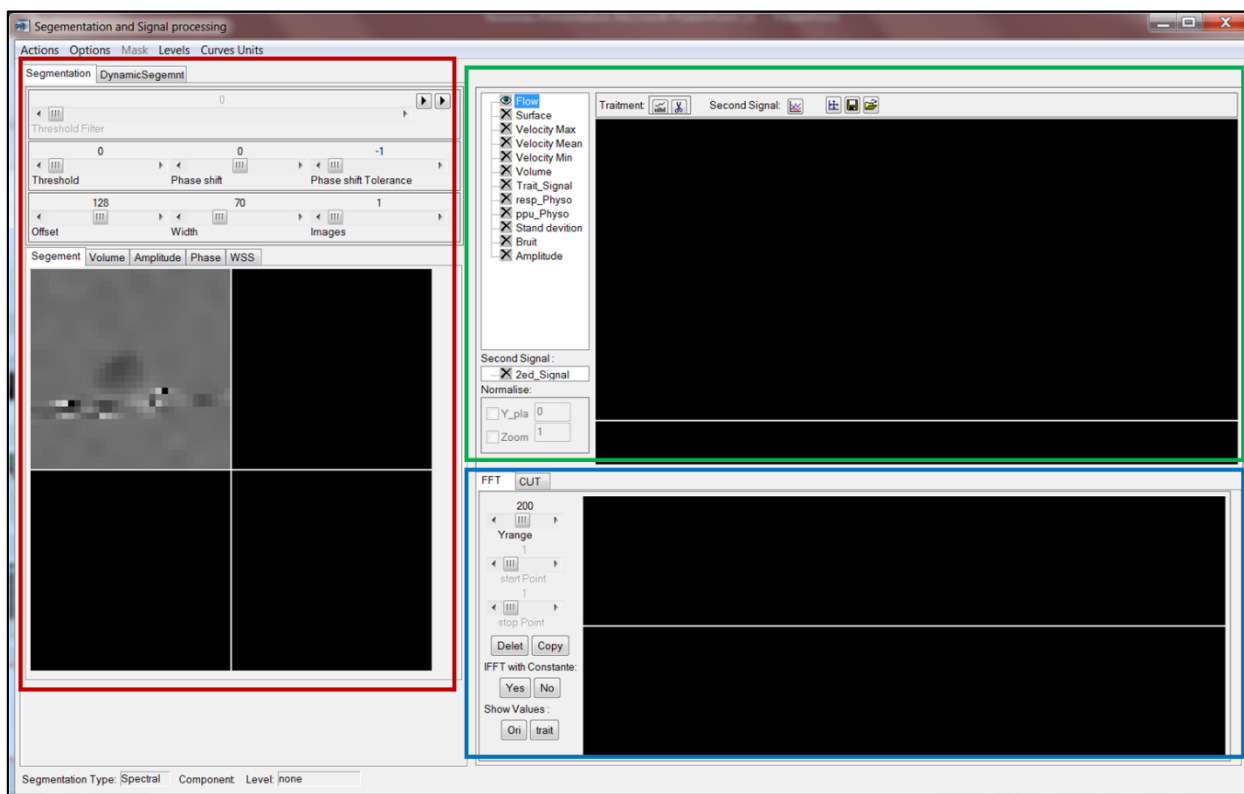 Segementation and Signal processing
Actions Options Mask Levels Curves Units
Segmentation DynamicSegemnt
0
Threshold Filter
0 0 -1
Threshold Phase shift Phase shift Tolerance
128 70 1
Offset Width Images
Segement Volume Amplitude Phase WSS
Flow
Surface
Velocity Max
Velocity Mean
Velocity Min
Volume
Trait_Signal
resp_Physo
ppu_Physo
Stand devition
Bruit
Amplitude
Traitment: Second Signal:
Second Signal :
2ed_Signal
Normalise:
Y_pla 0
Zoom 1
FFT CUT
200
Yrange
1
start Point
1
stop Point
Delet Copy
IFFT with Constante:
Yes No
Show Values :
Ori trait
Segmentation Type: Spectral Component: Level: none